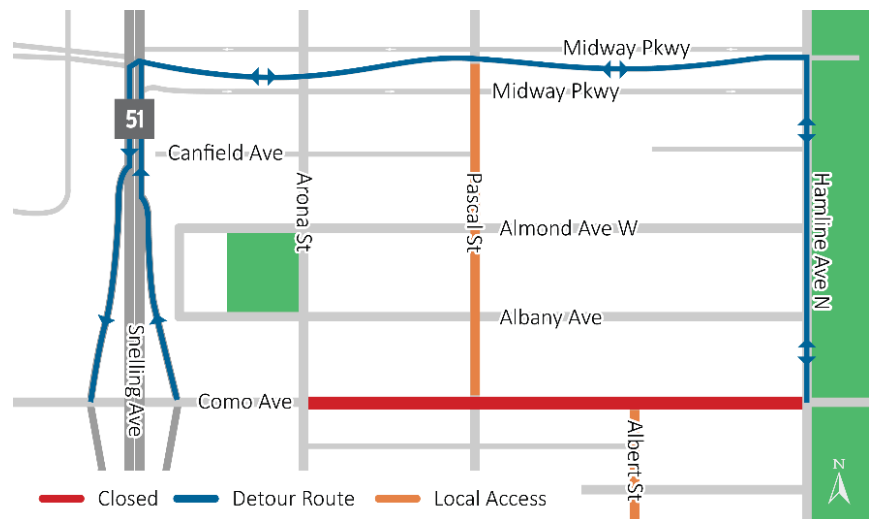 Midway Pkwy
Midway Pkwy
51
Canfield Ave
Arona St
Pascal St
Hamline Ave N
Almond Ave W
Albany Ave
Snelling Ave
Como Ave
Albert St
N
Closed
Detour Route
Local Access